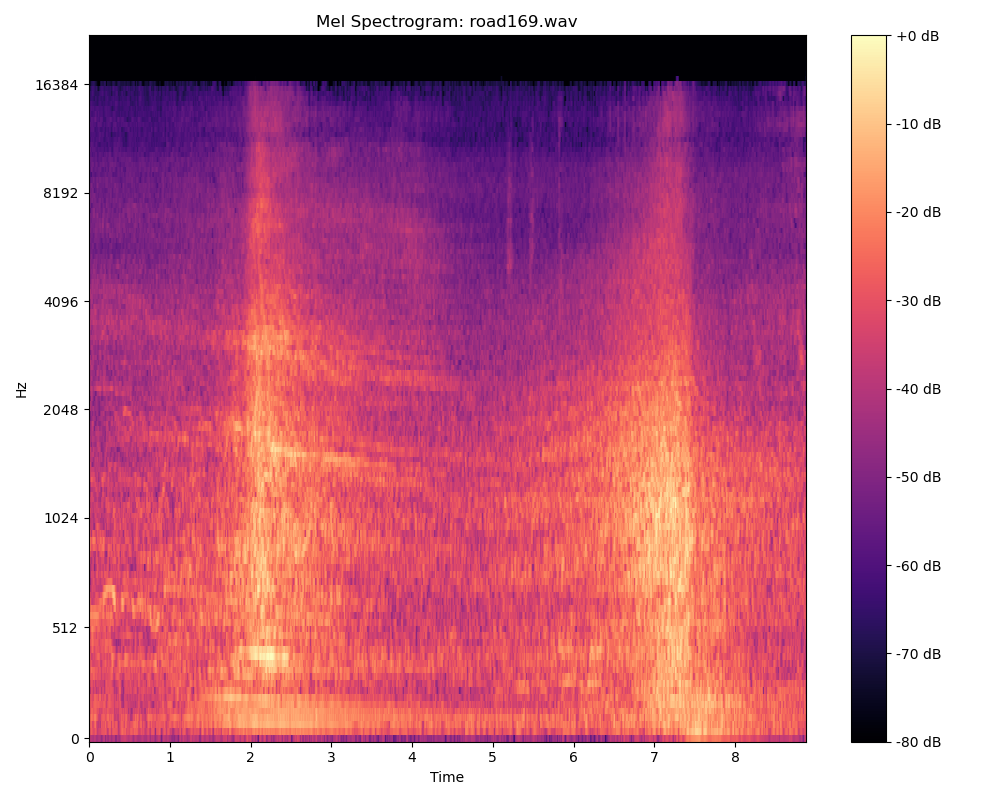 Mel Spectrogram: road169.wav
+0 dB
16384
-10 dB
8192
-20 dB
4096
-30 dB
Hz
2048
-40 dB
-50 dB
1024
-60 dB
512
-70 dB
0
-80 dB
0 1 2 3 4 5 6 7 8
Time